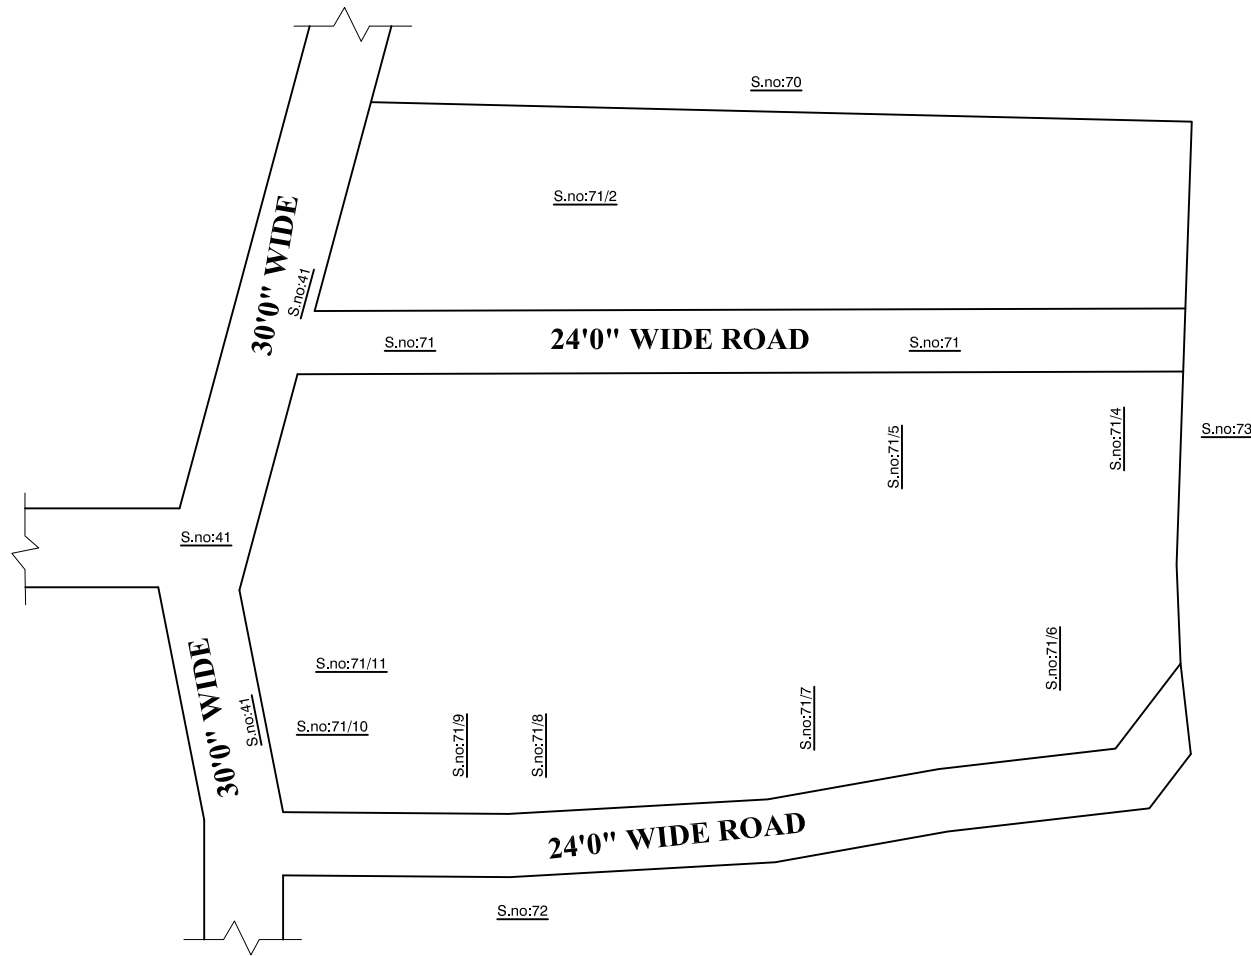 S.no:70
S.no:71/2
30'0" WIDE
S.no:41
S.no:71
24'0" WIDE ROAD
S.no:71
S.no:71/4
S.no:73
S.no:71/5
S.no:41
S.no:71/11
S.no:71/6
30'0" WIDE
S.no:41
S.no:71/10
S.no:71/9
S.no:71/8
S.no:71/7
24'0" WIDE ROAD
S.no:72